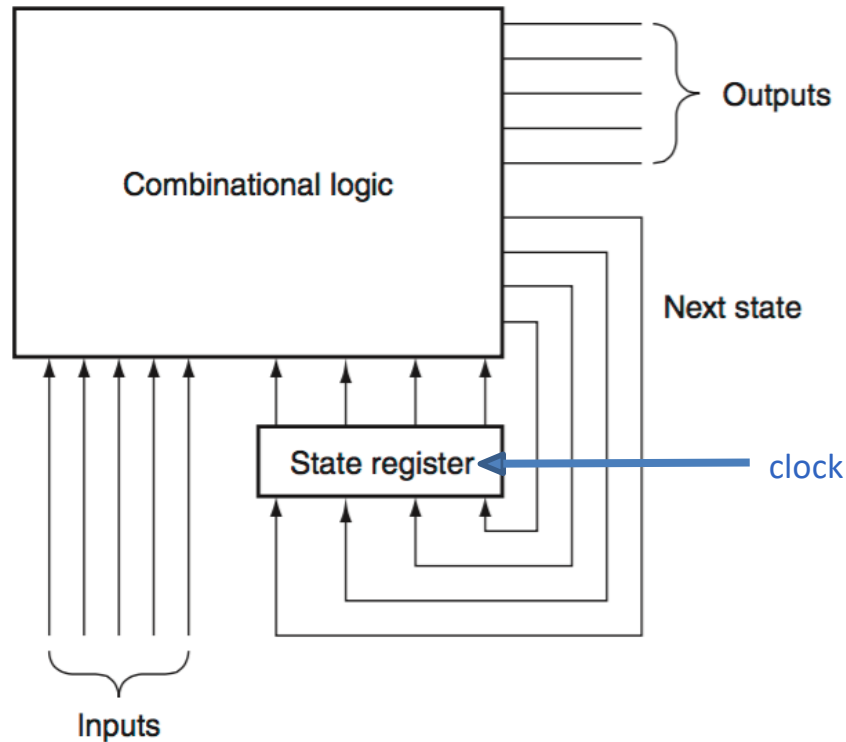 Outputs
Combinational logic
Next state
State register
clock
Inputs